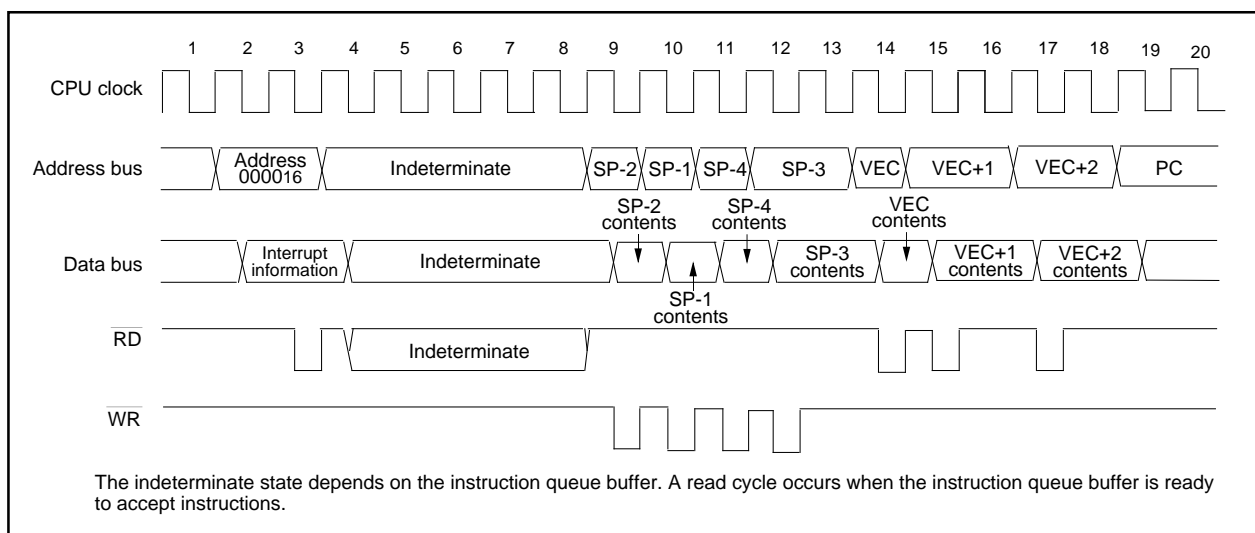 1 2 3 4 5 6 7 8 9 10 11 12 13 14 15 16 17 18 19 20
CPU clock
Address bus
Address
000016
Indeterminate
SP-2
SP-1
SP-4
SP-3
VEC
VEC+1
VEC+2
PC
SP-2
contents
SP-4
contents
VEC
contents
Data bus
Interrupt
information
Indeterminate
SP-3
contents
VEC+1
contents
VEC+2
contents
SP-1
contents
RD
Indeterminate
WR
The indeterminate state depends on the instruction queue buffer. A read cycle occurs when the instruction queue buffer is ready
to accept instructions.